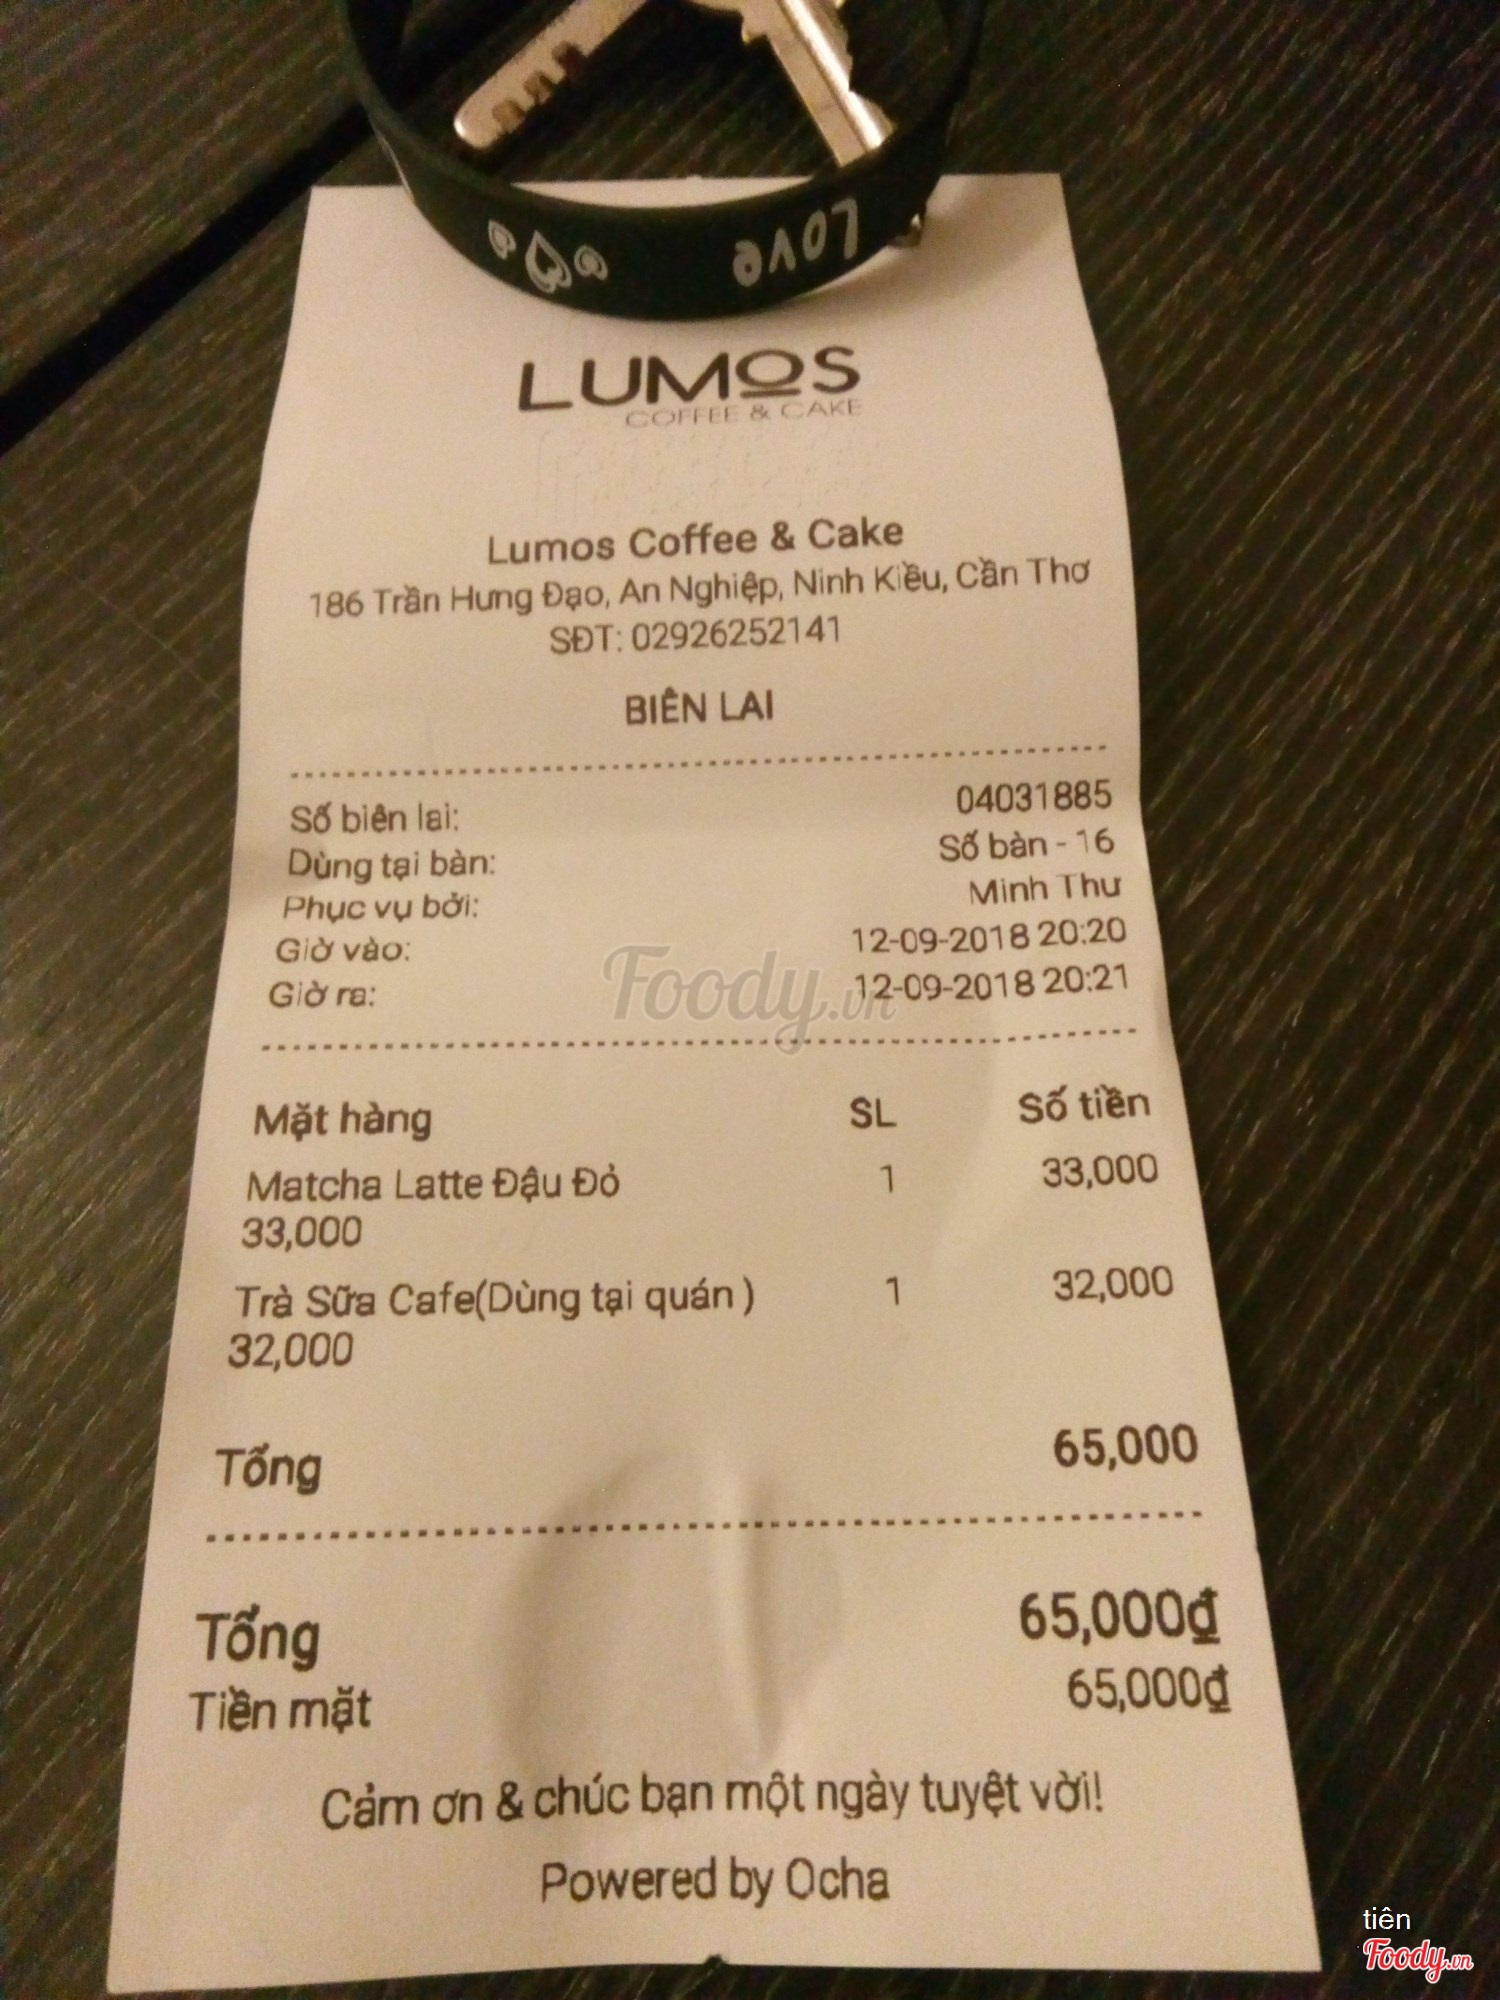 Love
LUMOS
COFFEE & CAKE
Lumos Coffee & Cake
186 Trần Hưng Đạo, An Nghiệp, Ninh Kiều, Cần Thơ
SĐT: 02926252141
BIÊN LAI
Số biên lai: 04031885
Dùng tại bàn: Số bàn - 16
Phục vụ bởi: Minh Thư
Giờ vào: 12-09-2018 20:20
Giờ ra: 12-09-2018 20:21
Foody.vn
Mặt hàng SL Số tiền
Matcha Latte Đậu Đỏ 1 33,000
33,000
Trà Sữa Cafe(Dùng tại quán ) 1 32,000
32,000
Tổng 65,000
Tổng 65,000₫
Tiền mặt 65,000₫
Cảm ơn & chúc bạn một ngày tuyệt vời!
Powered by Ocha
tiên
Foody.vn